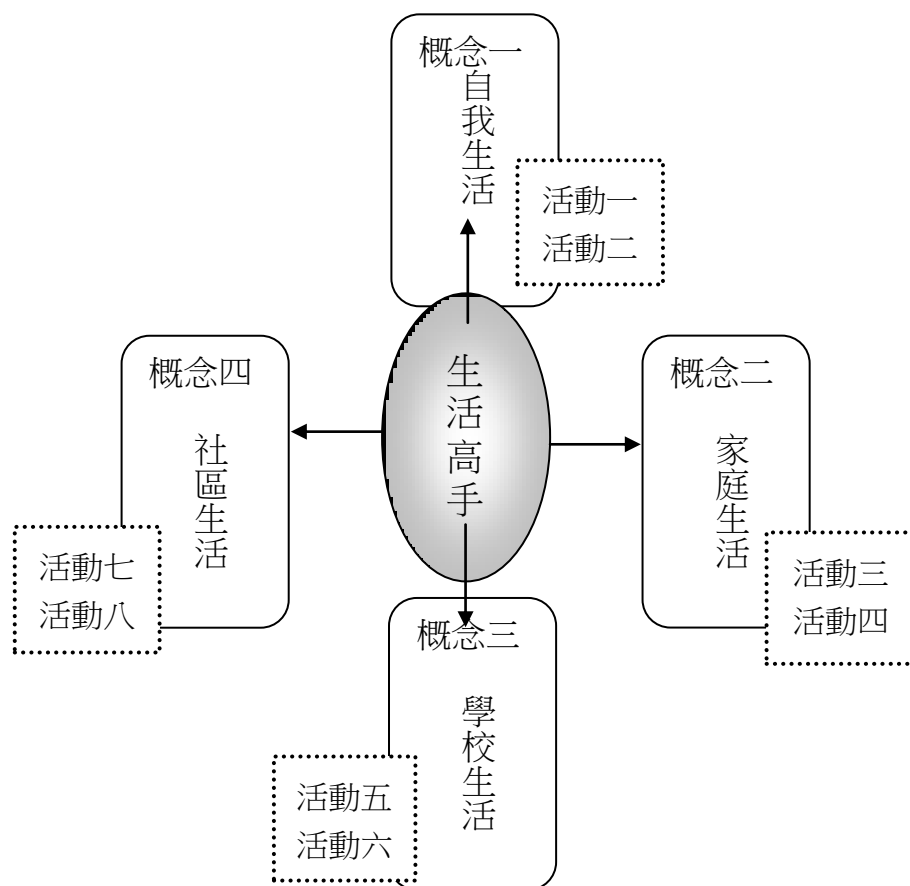 概念一
自我生活
活動一
活動二
生活高手
概念二
家庭生活
活動三
活動四
概念三
學校生活
活動五
活動六
概念四
社區生活
活動七
活動八